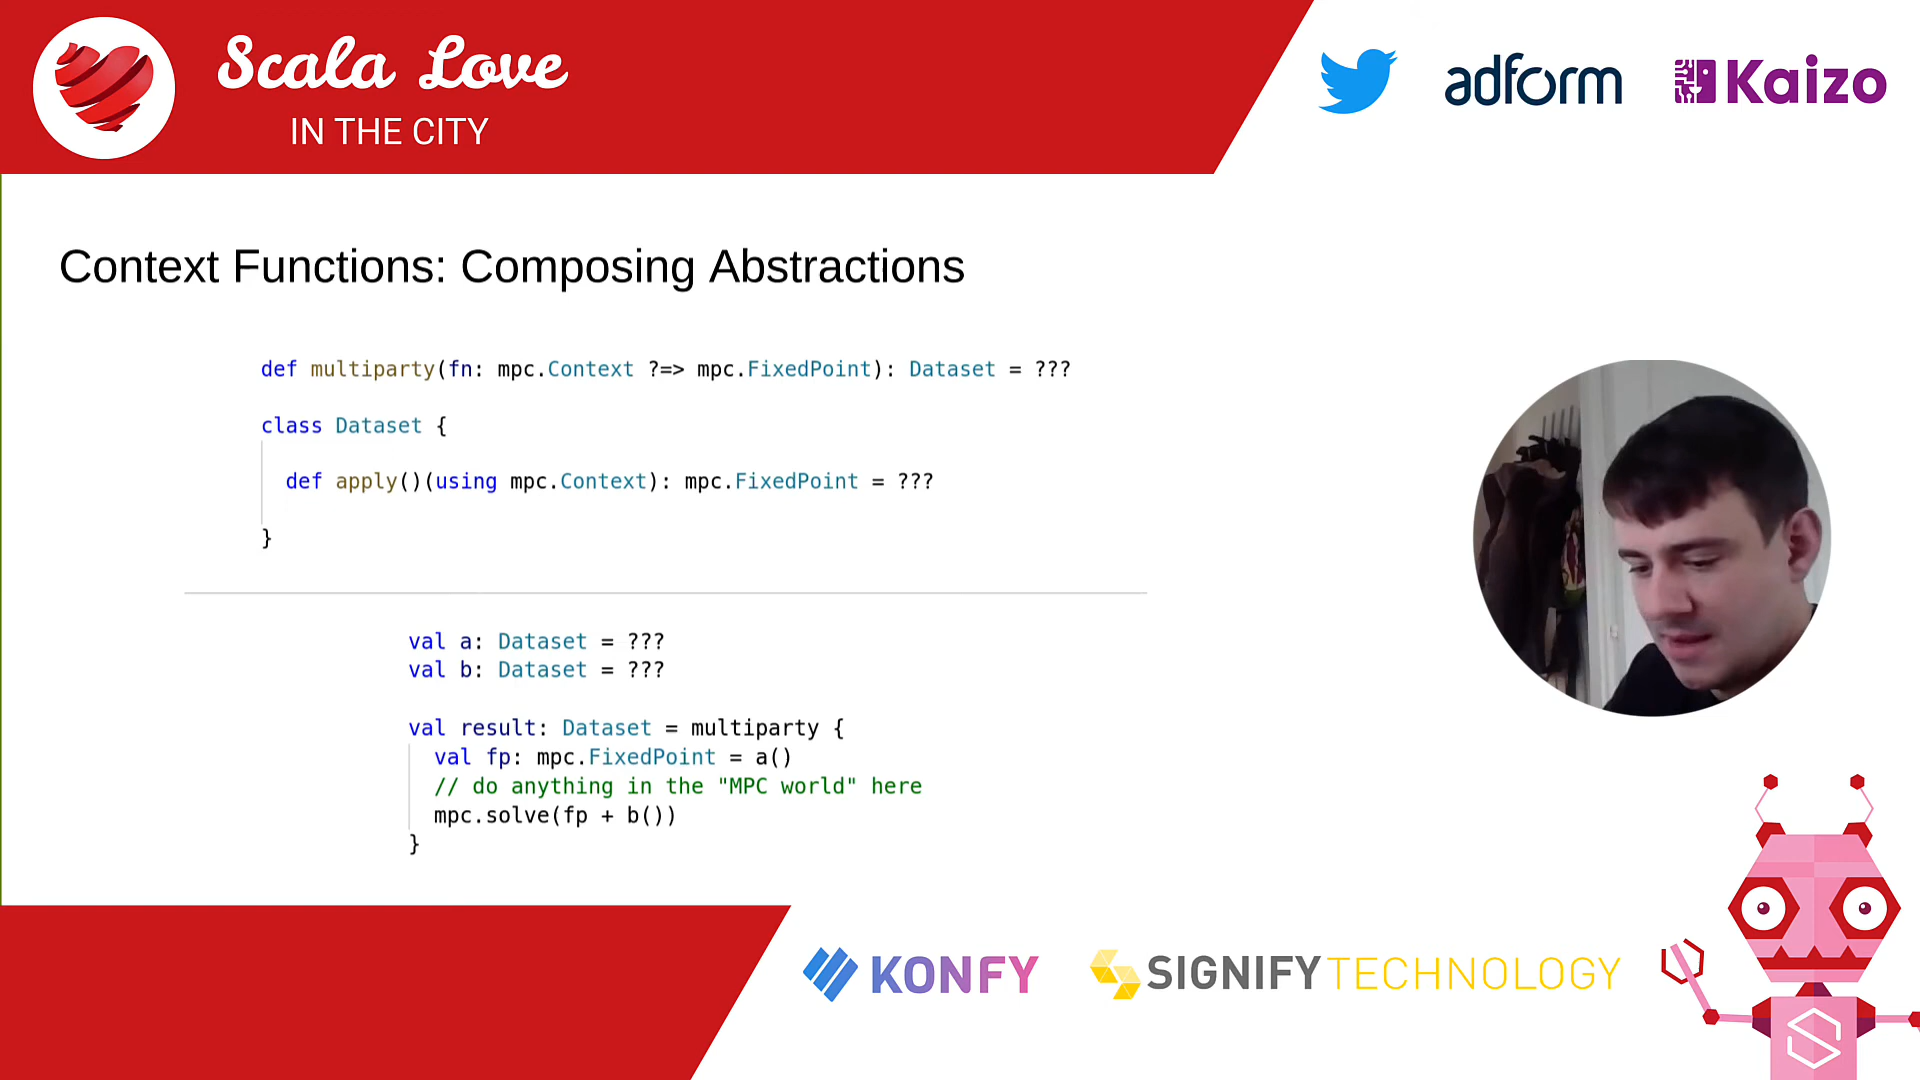 Scala Love
IN THE CITY
adform
Kaizo
Context Functions: Composing Abstractions
def multiparty(fn: mpc.Context ?=> mpc.FixedPoint): Dataset = ???
class Dataset {
def apply()(using mpc.Context): mpc.FixedPoint = ???
}
val a: Dataset = ???
val b: Dataset = ???
val result: Dataset = multiparty {
val fp: mpc.FixedPoint = a()
// do anything in the "MPC world" here
mpc.solve(fp + b())
}
KONFY
SIGNIFYTECHNOLOGY